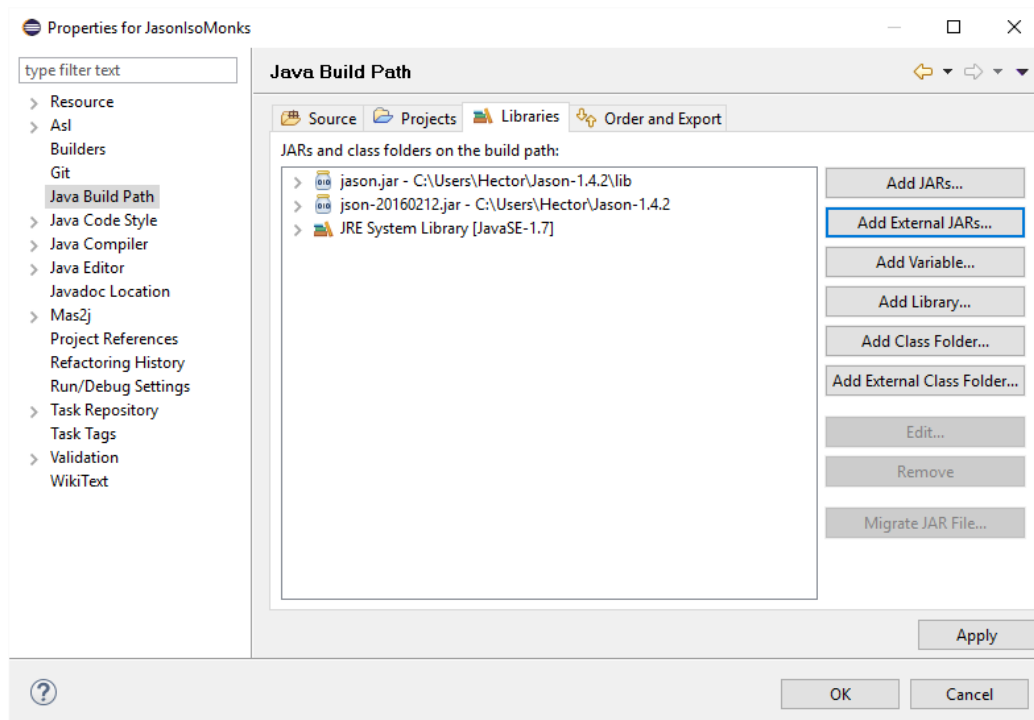 Properties for JasonIsoMonks
type filter text
Resource
Asl
Builders
Git
Java Build Path
Java Code Style
Java Compiler
Java Editor
Javadoc Location
Mas2j
Project References
Refactoring History
Run/Debug Settings
Task Repository
Task Tags
Validation
WikiText
Java Build Path
Source Projects Libraries Order and Export
JARs and class folders on the build path:
jason.jar - C:\Users\Hector\Jason-1.4.2\lib
json-20160212.jar - C:\Users\Hector\Jason-1.4.2
JRE System Library [JavaSE-1.7]
Add JARs...
Add External JARs...
Add Variable...
Add Library...
Add Class Folder...
Add External Class Folder...
Edit...
Remove
Migrate JAR File...
Apply
OK Cancel